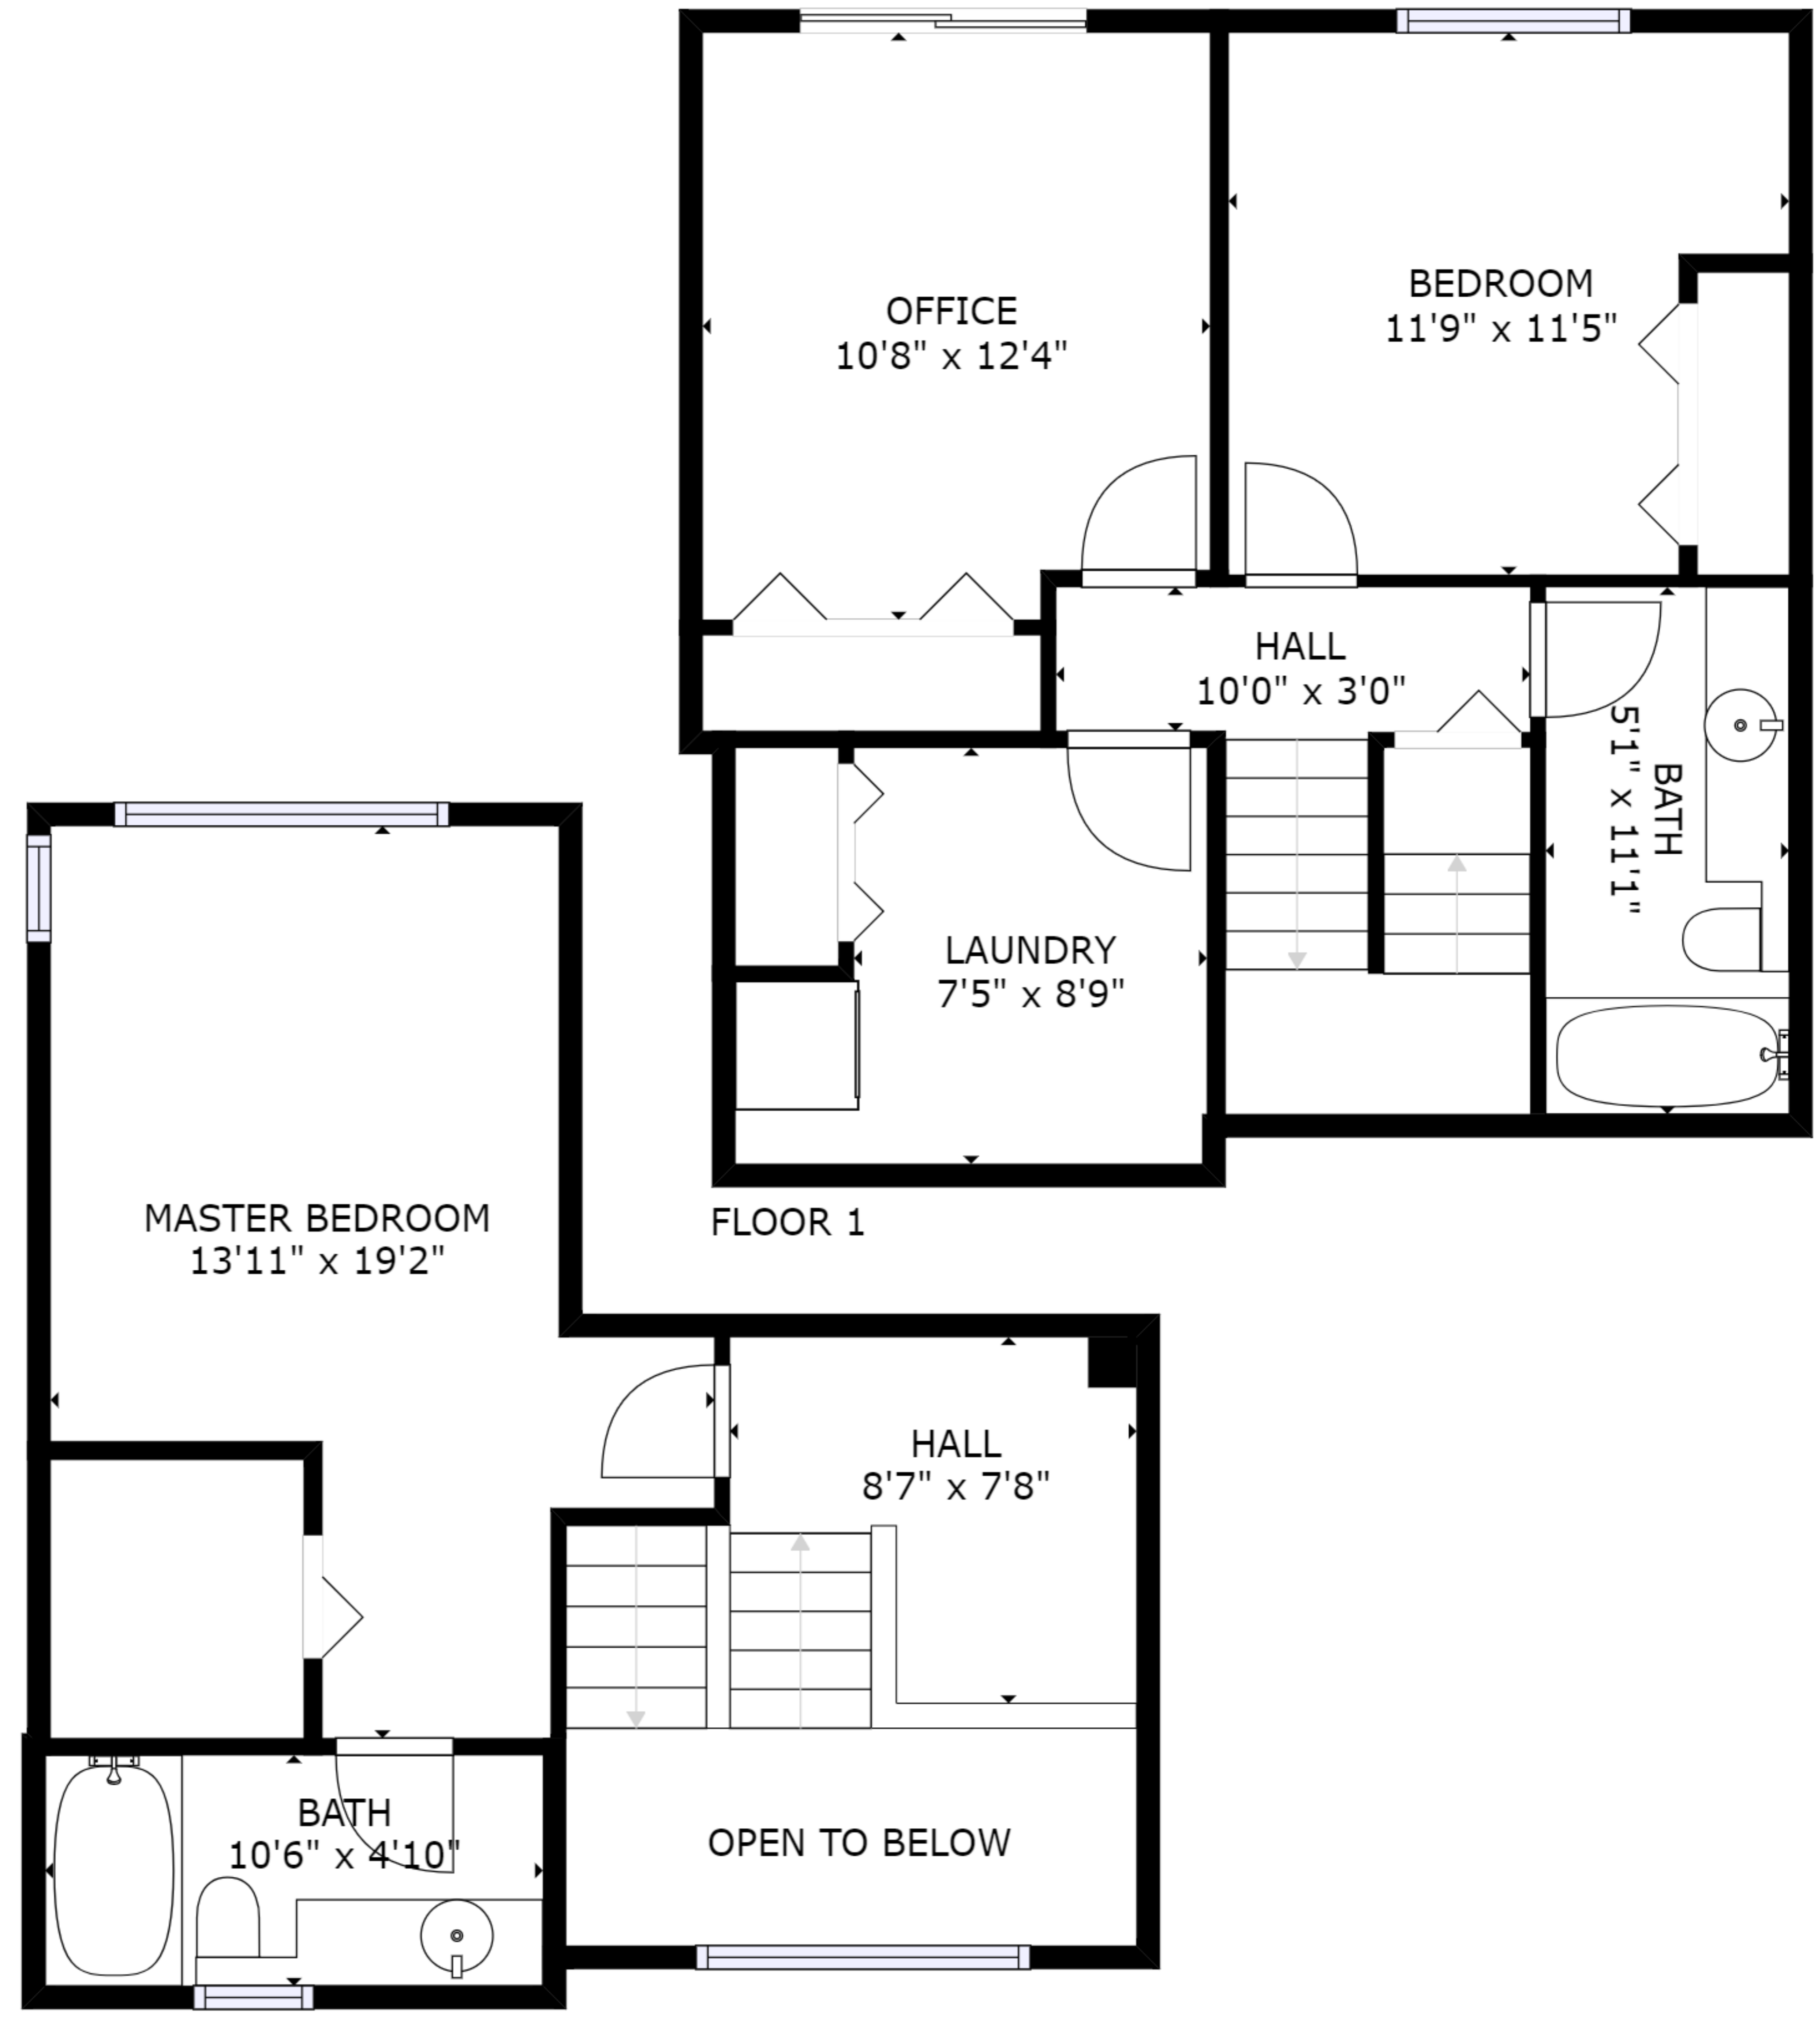 OFFICE
10'8" x 12'4"
BEDROOM
11'9" x 11'5"
HALL
10'0" x 3'0"
BATH
5'1" x 11'1"
LAUNDRY
7'5" x 8'9"
FLOOR 1
MASTER BEDROOM
13'11" x 19'2"
HALL
8'7" x 7'8"
BATH
10'6" x 4'10"
OPEN TO BELOW